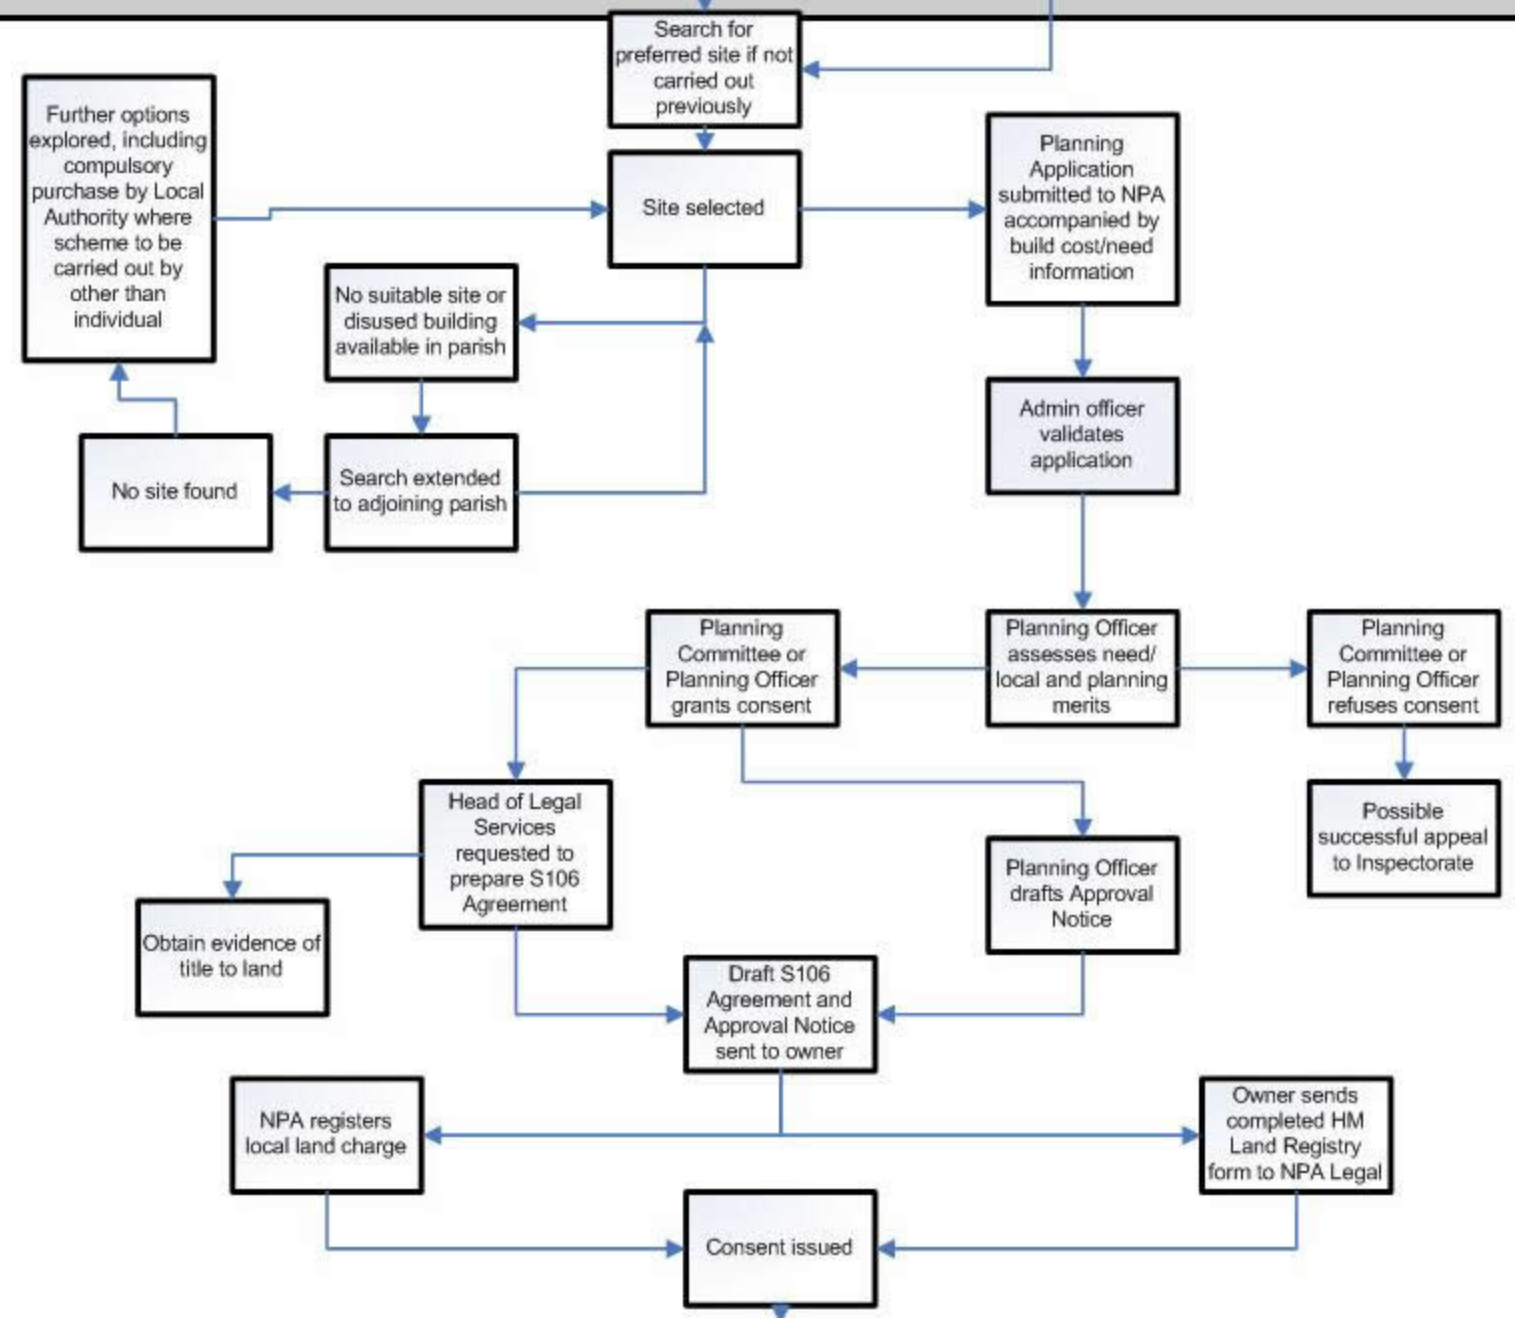 Search for
preferred site if not
carried out
previously
Further options
explored, including
compulsory
purchase by Local
Authority where
scheme to be
carried out by
other than
individual
Site selected
Planning
Application
submitted to NPA
accompanied by
build cost/need
information
No suitable site or
disused building
available in parish
Admin officer
validates
application
No site found
Search extended
to adjoining parish
Planning
Committee or
Planning Officer
grants consent
Planning Officer
assesses need/
local and planning
merits
Planning
Committee or
Planning Officer
refuses consent
Head of Legal
Services
requested to
prepare S106
Agreement
Possible
successful appeal
to Inspectorate
Planning Officer
drafts Approval
Notice
Obtain evidence of
title to land
Draft S106
Agreement and
Approval Notice
sent to owner
NPA registers
local land charge
Owner sends
completed HM
Land Registry
form to NPA Legal
Consent issued